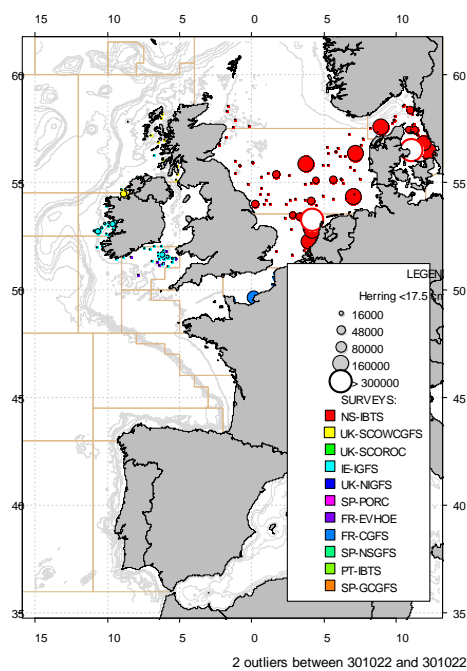 15 10 5 0 5 10
60 60
55 55
50 50
45 45
40 40
35 35
LEGEN
Herring <17.5 cm
16000
48000
80000
160000
> 300000
SURVEYS:
NS-IBTS
UK-SCOWCGFS
UK-SCOROC
IE-IGFS
UK-NIGFS
SP-PORC
FR-EVHOE
FR-CGFS
SP-NSGFS
PT-IBTS
SP-GCGFS
15 10 5 0 5 10
2 outliers between 301022 and 301022